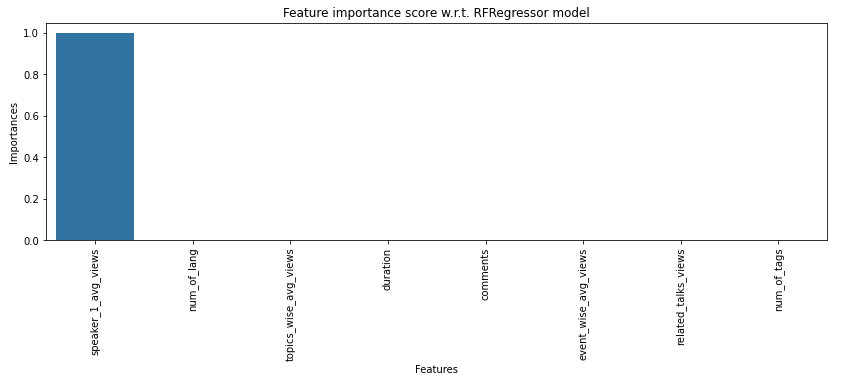 Feature importance score w.r.t. RFRegressor model
Importances
1.0
0.8
0.6
0.4
0.2
0.0
speaker_1_avg_views
num_of_lang
topics_wise_avg_views
duration
comments
event_wise_avg_views
related_talks_views
num_of_tags
Features